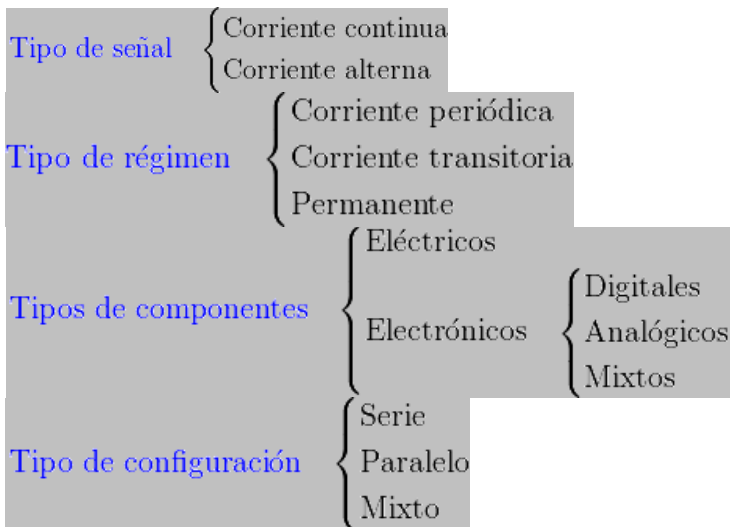 Tipo de señal
Corriente continua
Corriente alterna
Tipo de régimen
Corriente periódica
Corriente transitoria
Permanente
Tipos de componentes
Eléctricos
Electrónicos
Digitales
Analógicos
Mixtos
Tipo de configuración
Serie
Paralelo
Mixto